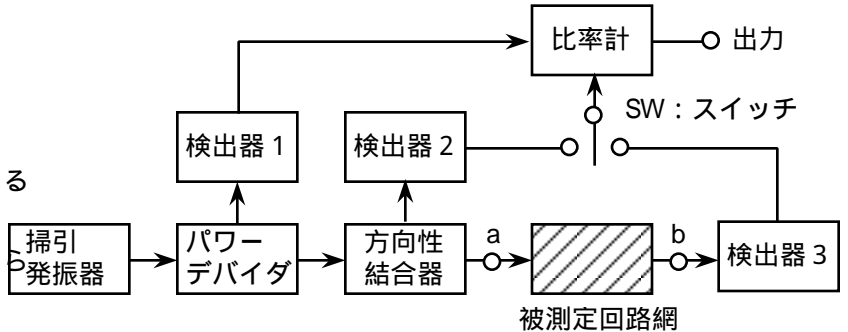 比率計
出力
SW：スイッチ
検出器 1
検出器 2
る
掃引
発振器
ら
パワー
デバイダ
方向性
結合器
a
b
検出器 3
被測定回路網